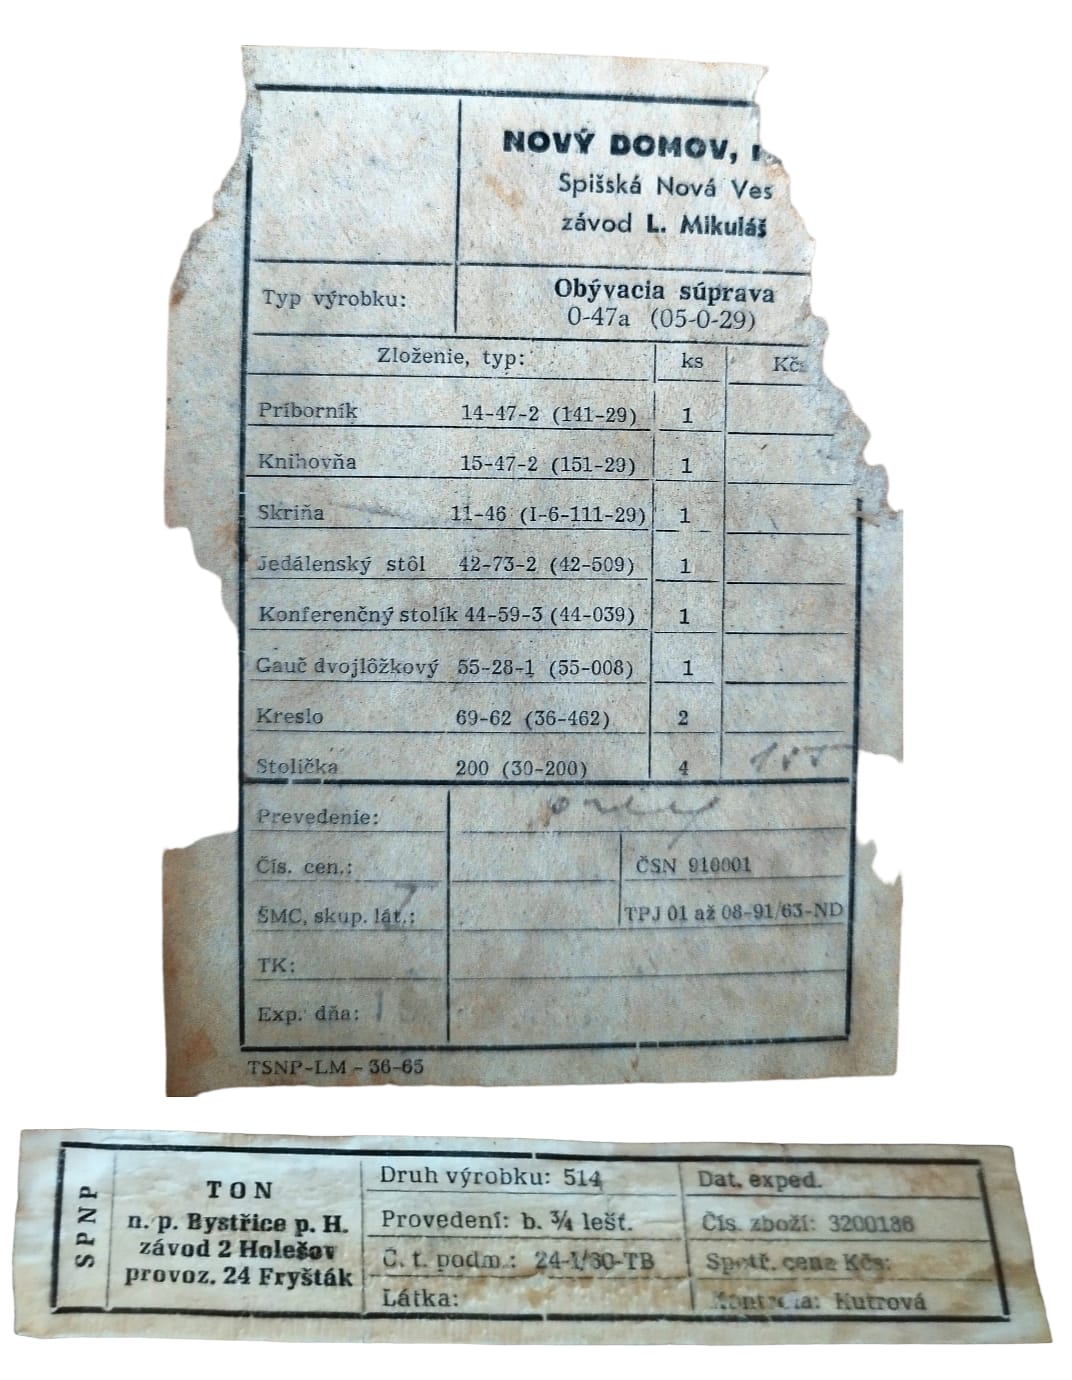 NOVÝ DOMOV,
Spišská Nová Ves
závod L. Mikuláš
Typ výrobku: Obývacia súprava
0-47a (05-0-29)
Zloženie, typ: ks Kčs
Príborník 14-47-2 (141-29) 1
Knihovňa 15-47-2 (151-29) 1
Skriňa 11-46 (I-6-111-29) 1
Jedálenský stôl 42-73-2 (42-509) 1
Konferenčný stolík 44-59-3 (44-039) 1
Gauč dvojlôžkový 55-28-1 (55-008) 1
Kreslo 69-62 (36-462) 2
Stolička 200 (30-200) 4
Prevedenie:
Čís. cen.: ČSN 910001
ŠMC, skup. lát.: TPJ 01 až 08-91/63-ND
TK:
Exp. dňa:
TSNP-LM - 36-65
SPNP
TON
n. p. Bystřice p. H.
závod 2 Holešov
provoz. 24 Fryšták
Druh výrobku: 514
Provedení: b. ¾ lešt.
Č. t. podm.: 24-1/60-TB
Látka:
Dat. exped.
Čís. zboží: 3200186
Spotř. cena Kčs:
Kontrola: Kutrová